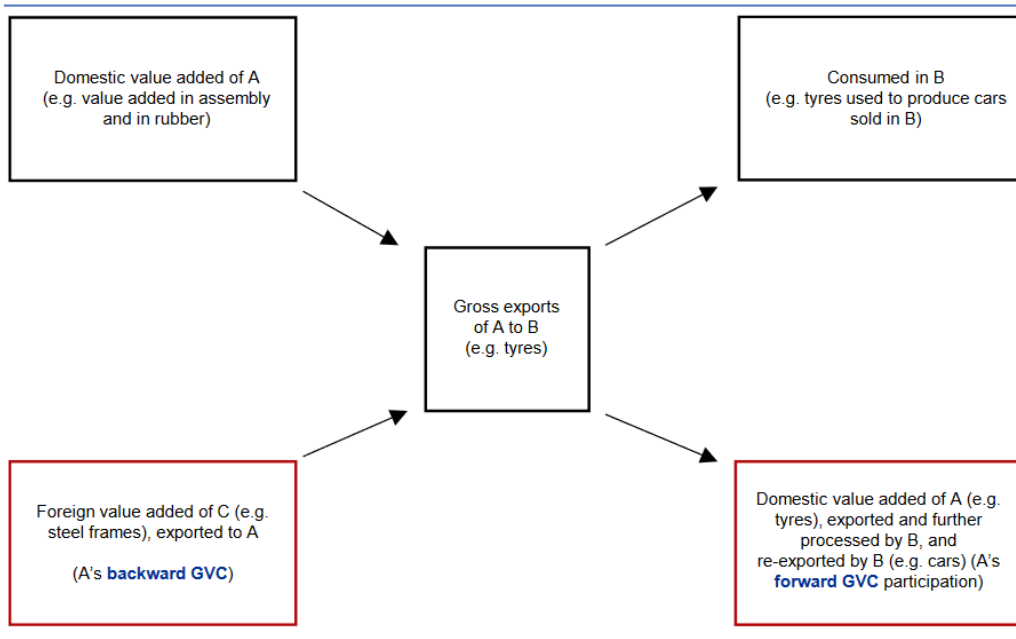 Domestic value added of A
(e.g. value added in assembly
and in rubber)
Consumed in B
(e.g. tyres used to produce cars
sold in B)
Gross exports
of A to B
(e.g. tyres)
Foreign value added of C (e.g.
steel frames), exported to A
(A's backward GVC)
Domestic value added of A (e.g.
tyres), exported and further
processed by B, and
re-exported by B (e.g. cars) (A's
forward GVC participation)